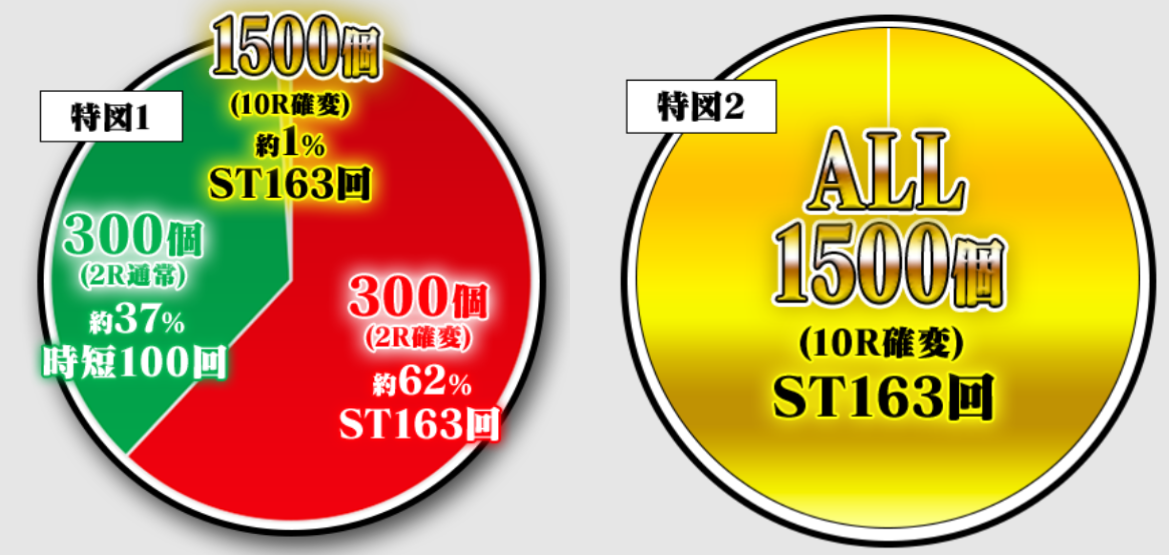 特図1
1500個
(10R確変)
約1%
ST163回
300個
(2R通常)
約37%
時短100回
300個
(2R確変)
約62%
ST163回
特図2
ALL
1500個
(10R確変)
ST163回